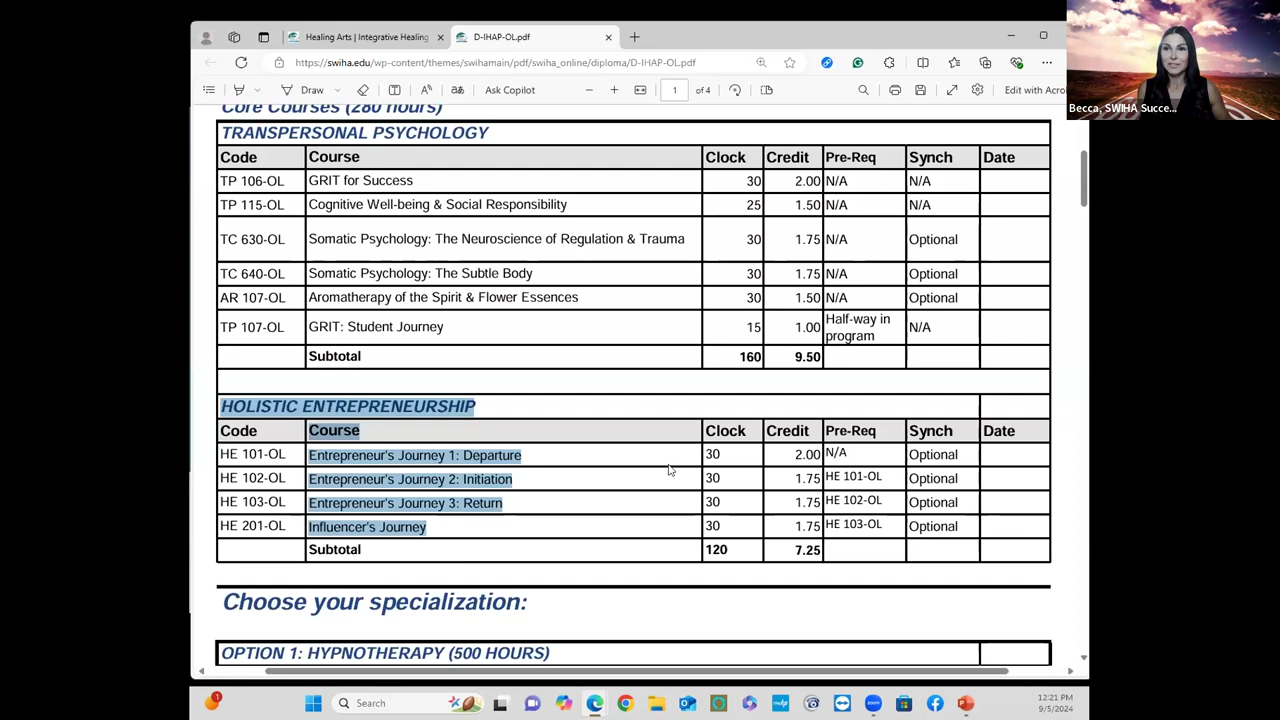 Healing Arts | Integrative Healing
D-IHAP-OL.pdf
https://swiha.edu/wp-content/themes/swihamain/pdf/swiha_online/diploma/D-IHAP-OL.pdf
Draw
Ask Copilot
1 of 4
Edit with Acro
Becca, SWIHA Succe...
Core Courses (280 hours)
TRANSPERSONAL PSYCHOLOGY
Code Course Clock Credit Pre-Req Synch Date
TP 106-OL GRIT for Success 30 2.00 N/A N/A
TP 115-OL Cognitive Well-being & Social Responsibility 25 1.50 N/A N/A
TC 630-OL Somatic Psychology: The Neuroscience of Regulation & Trauma 30 1.75 N/A Optional
TC 640-OL Somatic Psychology: The Subtle Body 30 1.75 N/A Optional
AR 107-OL Aromatherapy of the Spirit & Flower Essences 30 1.50 N/A Optional
TP 107-OL GRIT: Student Journey 15 1.00 Half-way in program N/A
Subtotal 160 9.50
HOLISTIC ENTREPRENEURSHIP
Code Course Clock Credit Pre-Req Synch Date
HE 101-OL Entrepreneur's Journey 1: Departure 30 2.00 N/A Optional
HE 102-OL Entrepreneur's Journey 2: Initiation 30 1.75 HE 101-OL Optional
HE 103-OL Entrepreneur's Journey 3: Return 30 1.75 HE 102-OL Optional
HE 201-OL Influencer's Journey 30 1.75 HE 103-OL Optional
Subtotal 120 7.25
Choose your specialization:
OPTION 1: HYPNOTHERAPY (500 HOURS)
Search
12:21 PM
9/5/2024